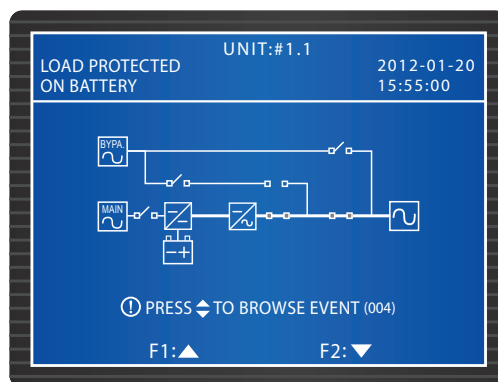 UNIT:#1.1
LOAD PROTECTED
ON BATTERY
2012-01-20
15:55:00
BYPA.
MAIN
PRESS TO BROWSE EVENT (004)
F1: F2: